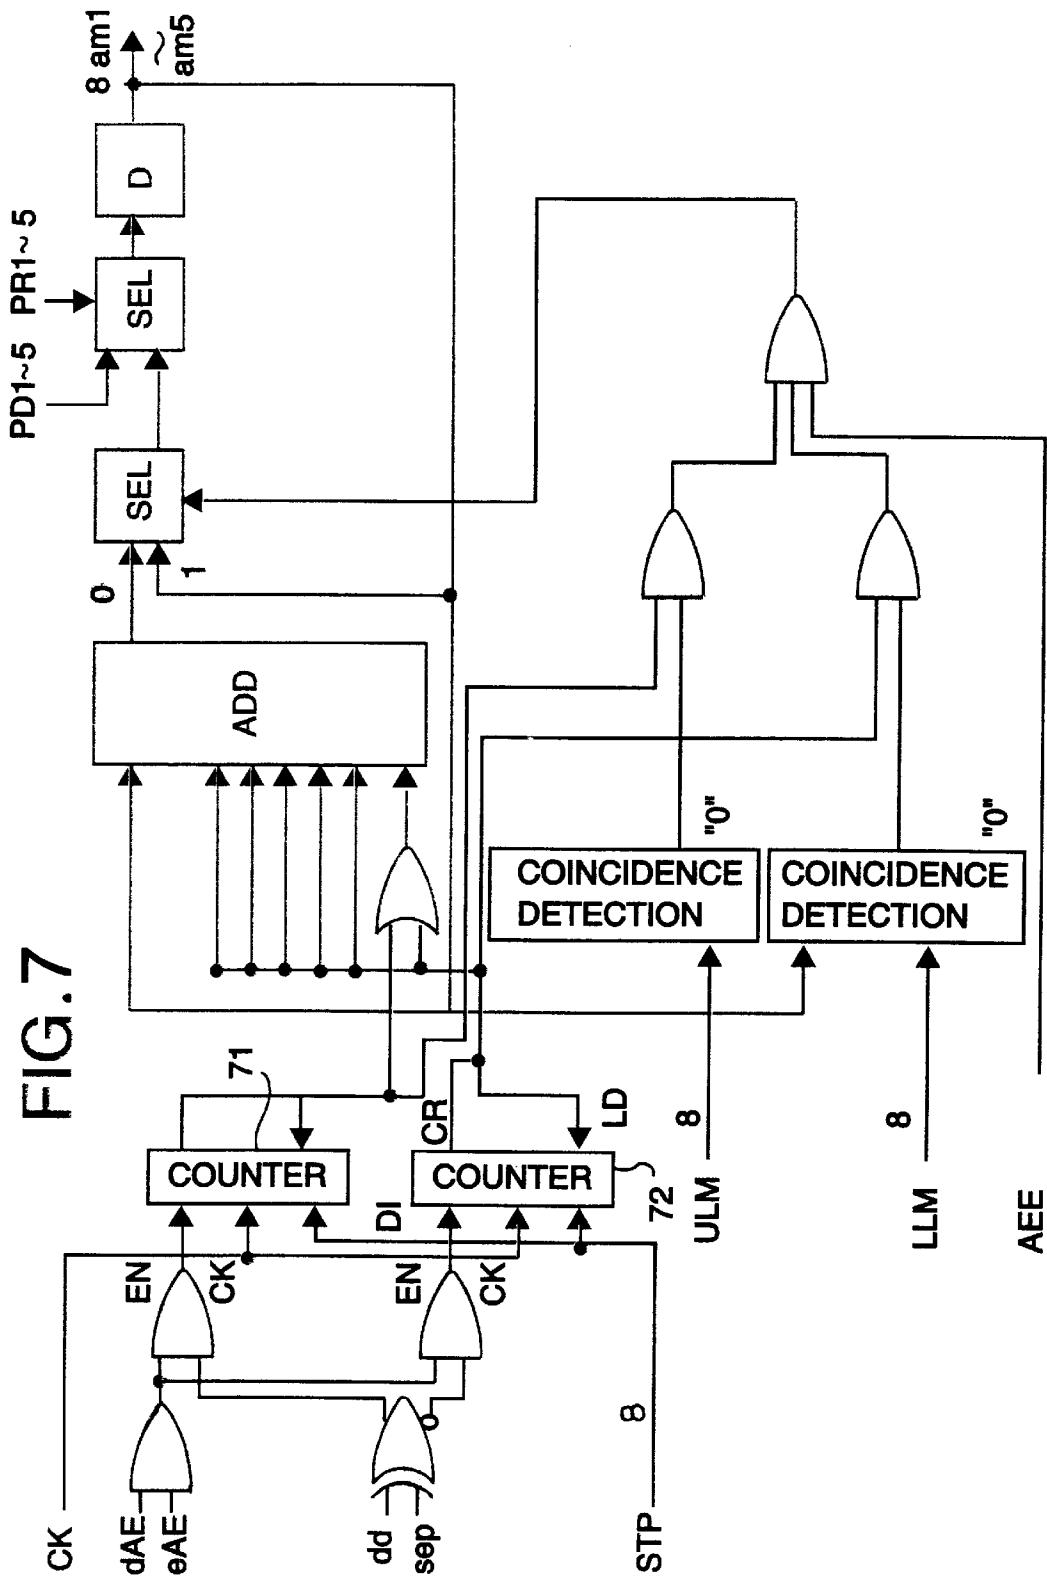 FIG.7
CK
dAE
eAE
dd
sep
STP
8
EN
CK
DI
EN
CK
COUNTER
71
COUNTER
72
CR
LD
ADD
0
1
SEL
PD1~5
SEL
PR1~5
D
8 am1
~
am5
COINCIDENCE
DETECTION
"0"
COINCIDENCE
DETECTION
"0"
ULM
8
LLM
8
AEE